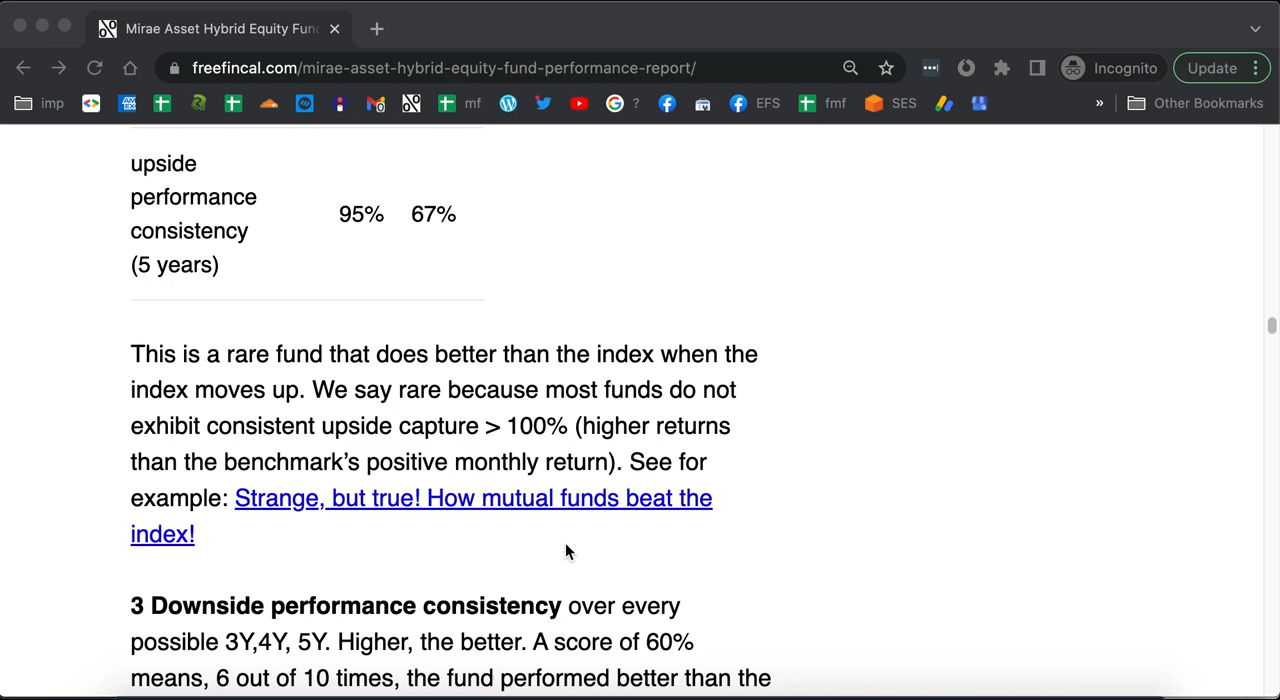 Mirae Asset Hybrid Equity Fun
freefincal.com/mirae-asset-hybrid-equity-fund-performance-report/
Incognito
Update
imp
mf
?
EFS
fmf
SES
»
Other Bookmarks
upside
performance
consistency
(5 years)
95% 67%
This is a rare fund that does better than the index when the
index moves up. We say rare because most funds do not
exhibit consistent upside capture > 100% (higher returns
than the benchmark’s positive monthly return). See for
example: Strange, but true! How mutual funds beat the
index!
3 Downside performance consistency over every
possible 3Y,4Y, 5Y. Higher, the better. A score of 60%
means, 6 out of 10 times, the fund performed better than the